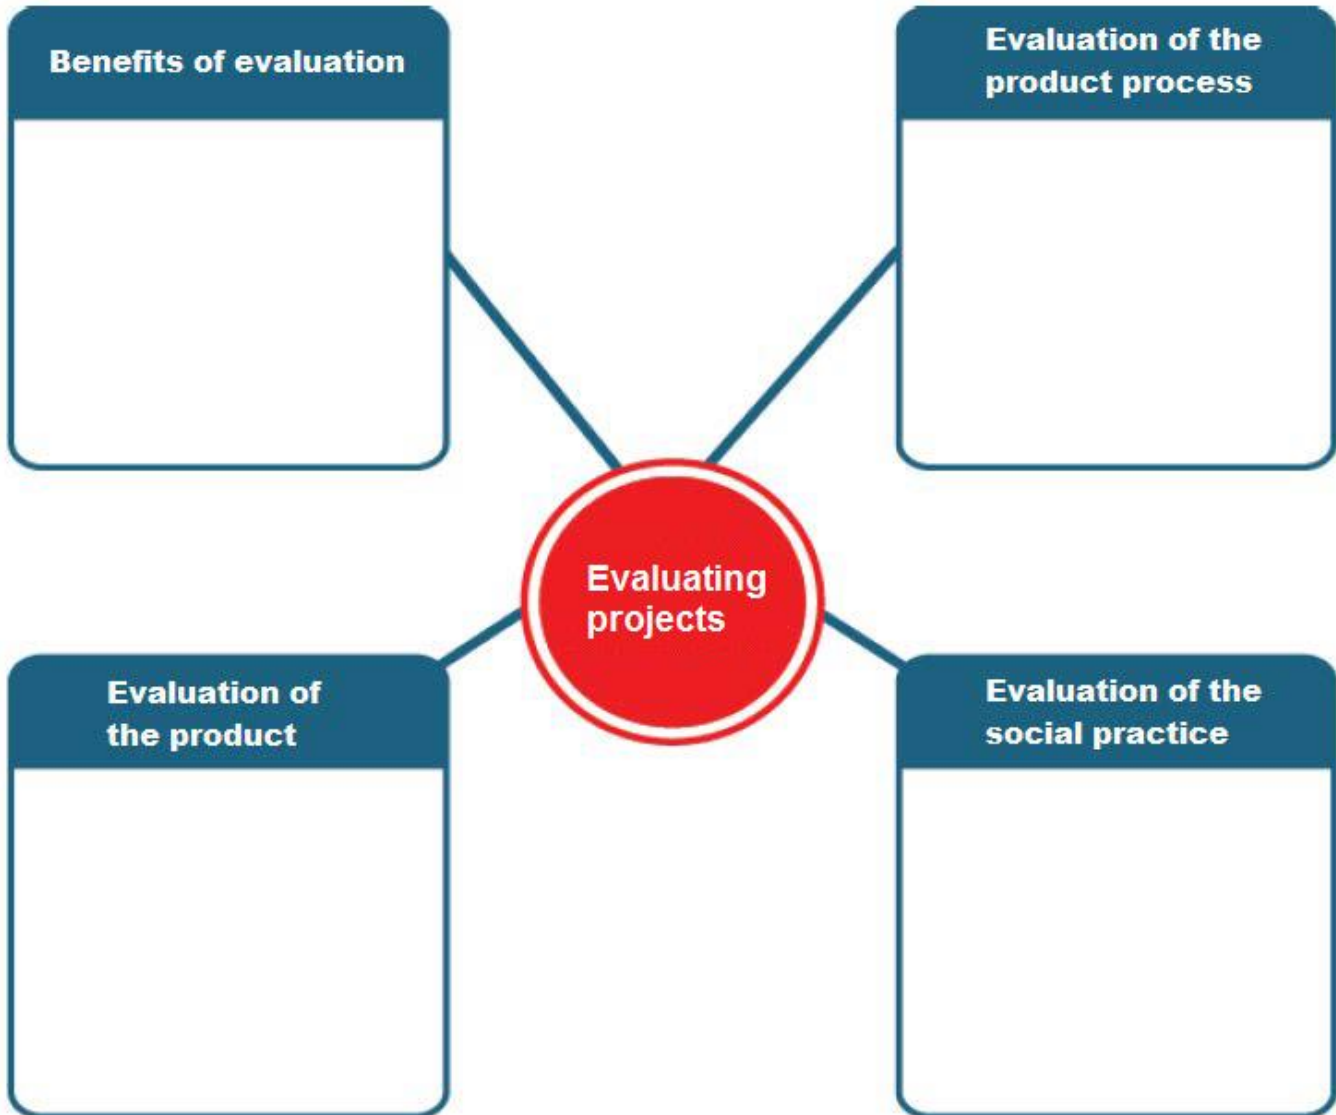 Benefits of evaluation
Evaluation of the
product process
Evaluating
projects
Evaluation of
the product
Evaluation of the
social practice